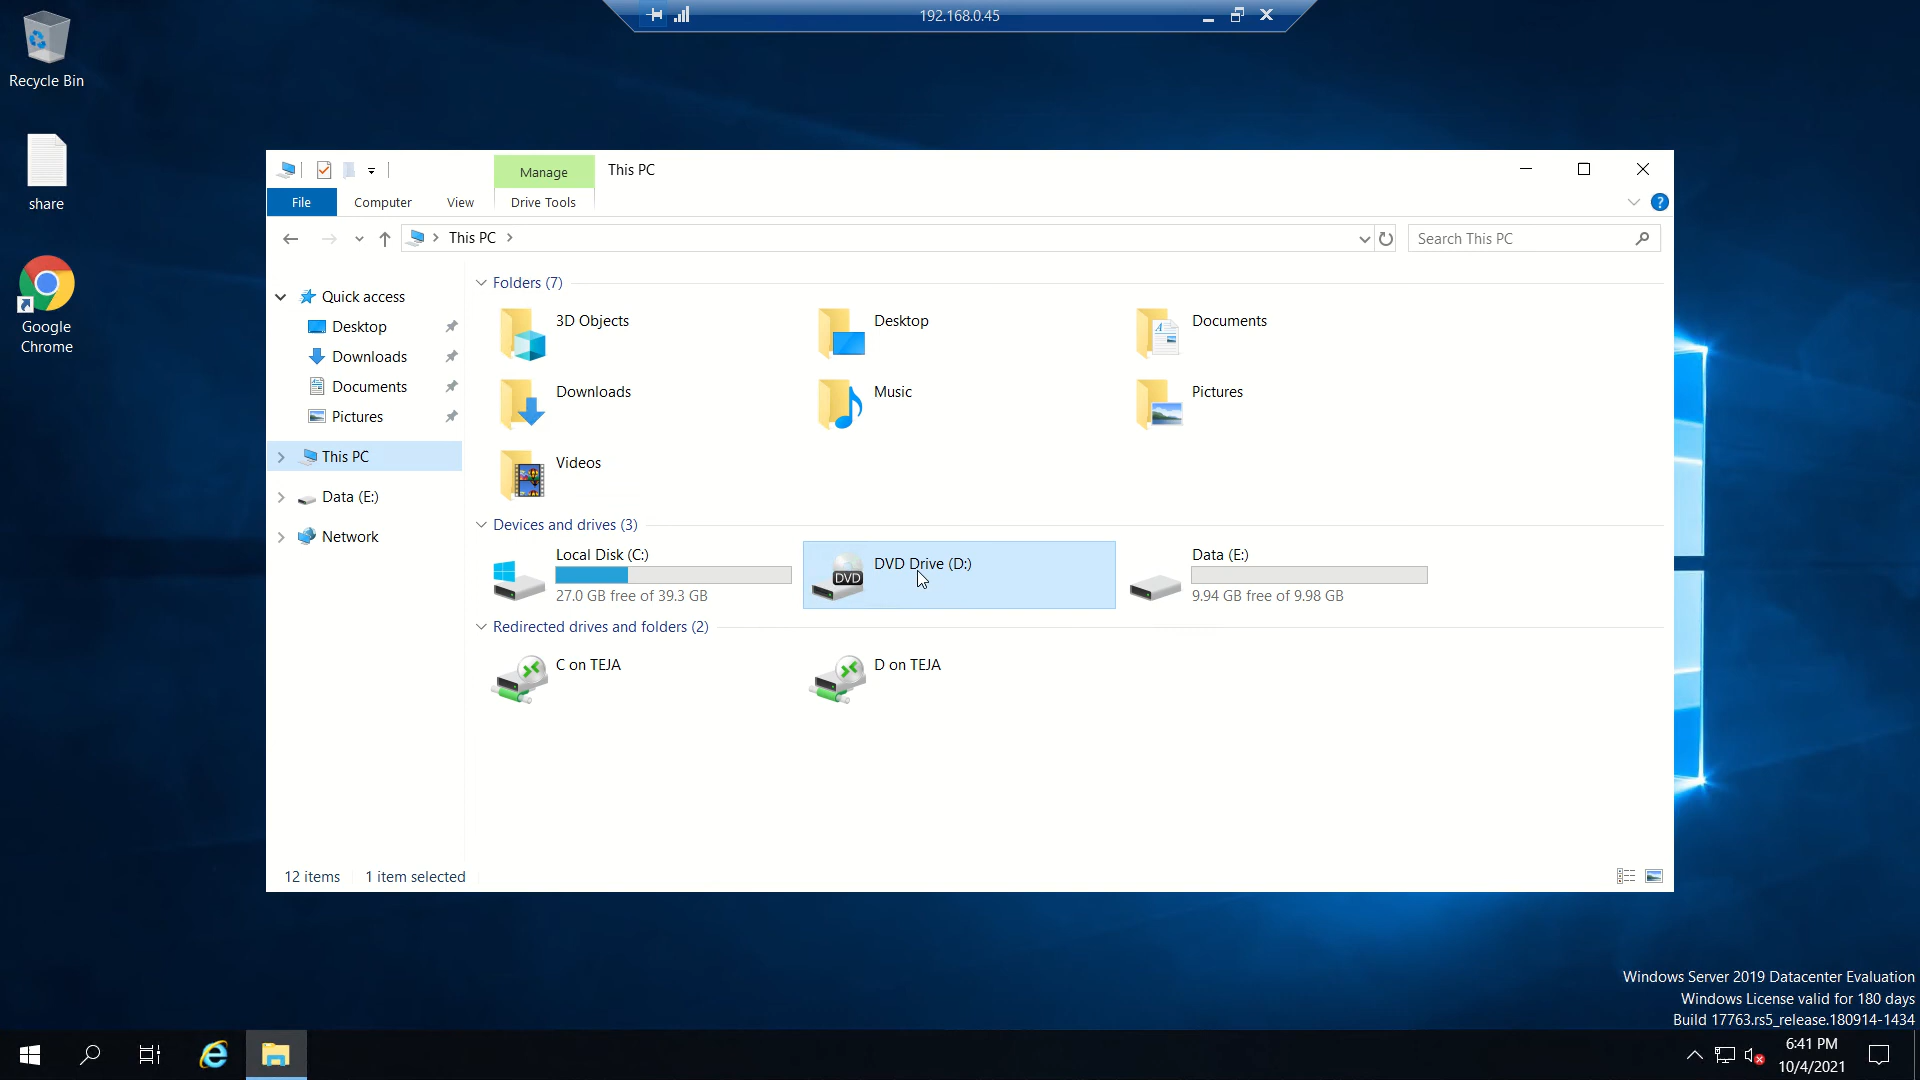 192.168.0.45
Recycle Bin
share
Google
Chrome
Manage
This PC
File
Computer
View
Drive Tools
?
This PC
Search This PC
Quick access
Desktop
Downloads
Documents
Pictures
This PC
Data (E:)
Network
Folders (7)
3D Objects
Desktop
Documents
Downloads
Music
Pictures
Videos
Devices and drives (3)
Local Disk (C:)
27.0 GB free of 39.3 GB
DVD
DVD Drive (D:)
Data (E:)
9.94 GB free of 9.98 GB
Redirected drives and folders (2)
C on TEJA
D on TEJA
12 items
1 item selected
Windows Server 2019 Datacenter Evaluation
Windows License valid for 180 days
Build 17763.rs5_release.180914-1434
6:41 PM
10/4/2021